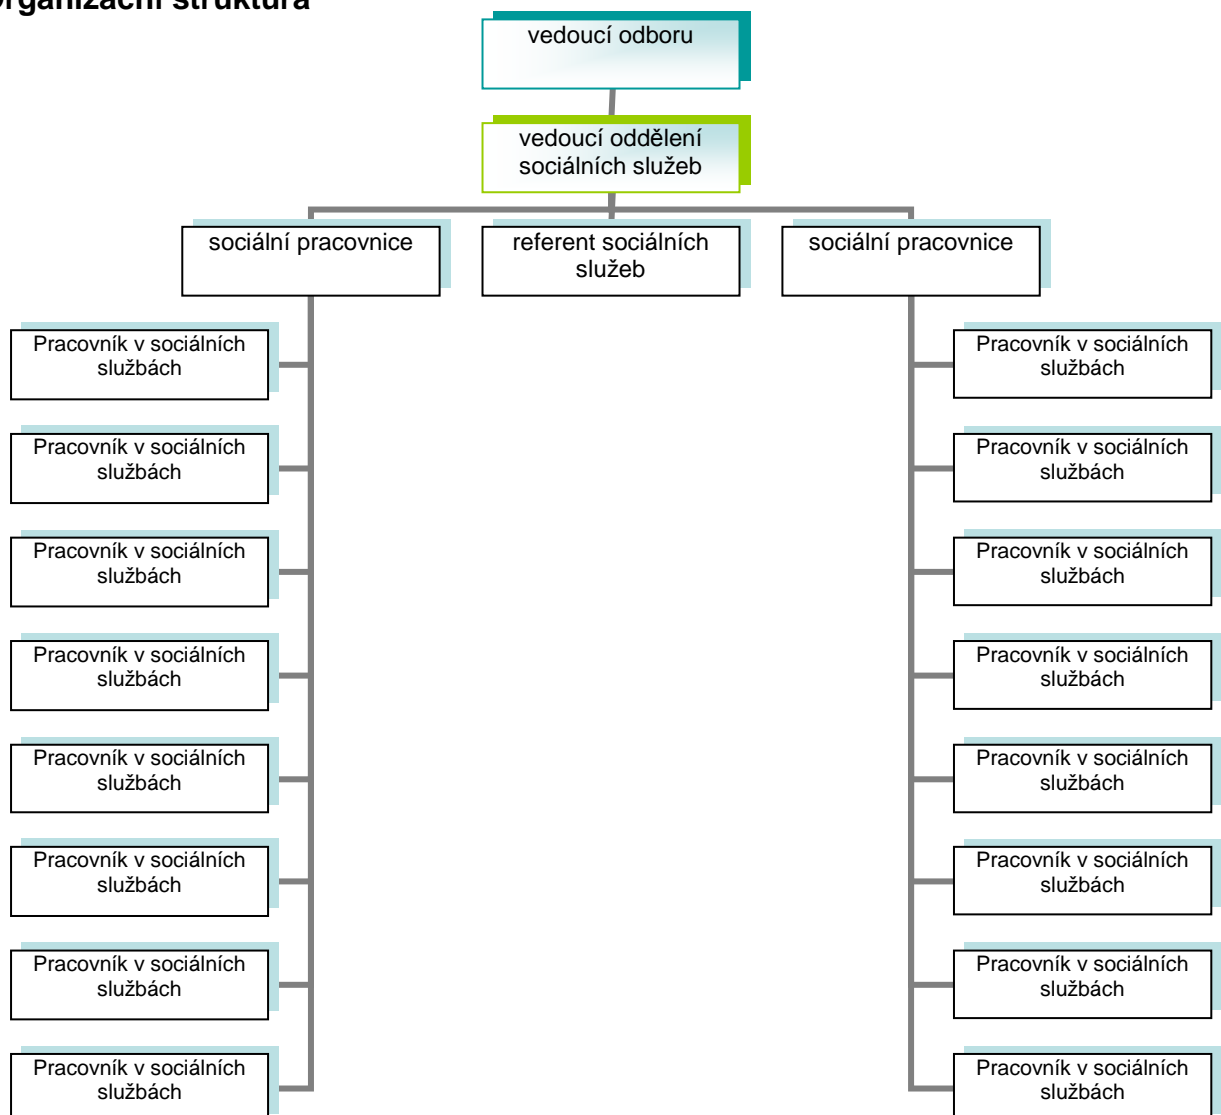 Organizační struktura
vedoucí odboru
vedoucí oddělení
sociálních služeb
sociální pracovnice
referent sociálních
služeb
sociální pracovnice
Pracovník v sociálních
službách
Pracovník v sociálních
službách
Pracovník v sociálních
službách
Pracovník v sociálních
službách
Pracovník v sociálních
službách
Pracovník v sociálních
službách
Pracovník v sociálních
službách
Pracovník v sociálních
službách
Pracovník v sociálních
službách
Pracovník v sociálních
službách
Pracovník v sociálních
službách
Pracovník v sociálních
službách
Pracovník v sociálních
službách
Pracovník v sociálních
službách
Pracovník v sociálních
službách
Pracovník v sociálních
službách